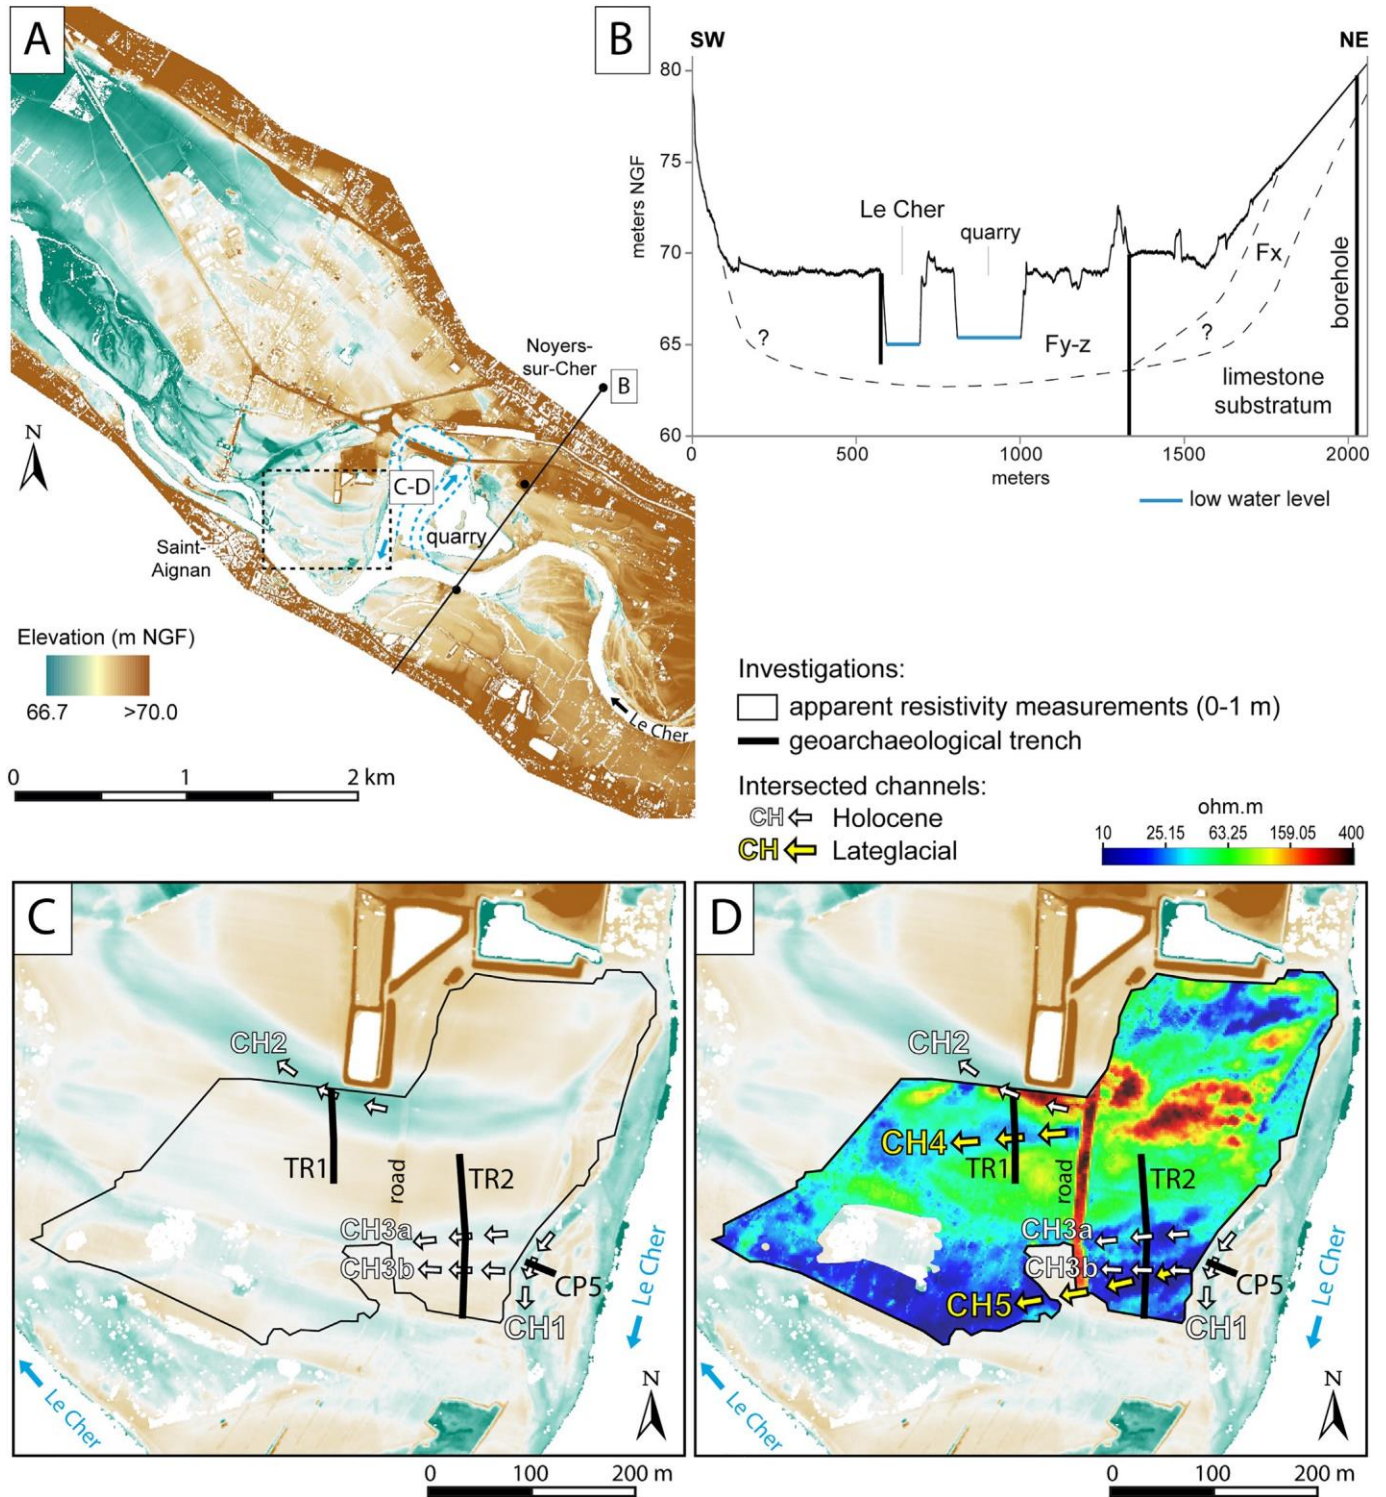 A
N
Noyers-
sur-Cher
B
C-D
quarry
Saint-
Aignan
Le Cher
Elevation (m NGF)
66.7 >70.0
0 1 2 km
B
SW NE
meters NGF
80
75
70
65
60
Le Cher
quarry
?
Fy-z
?
Fx
limestone
substratum
borehole
0 500 1000 1500 2000
meters
low water level
Investigations:
apparent resistivity measurements (0-1 m)
geoarchaeological trench
Intersected channels:
CH Holocene
CH Lateglacial
ohm.m
10 25.15 63.25 159.05 400
C
CH2
TR1
road
TR2
CH3a
CH3b
CP5
CH1
Le Cher
Le Cher
N
0 100 200 m
D
CH2
CH4
TR1
road
TR2
CH3a
CH3b
CP5
CH5
CH1
Le Cher
Le Cher
N
0 100 200 m